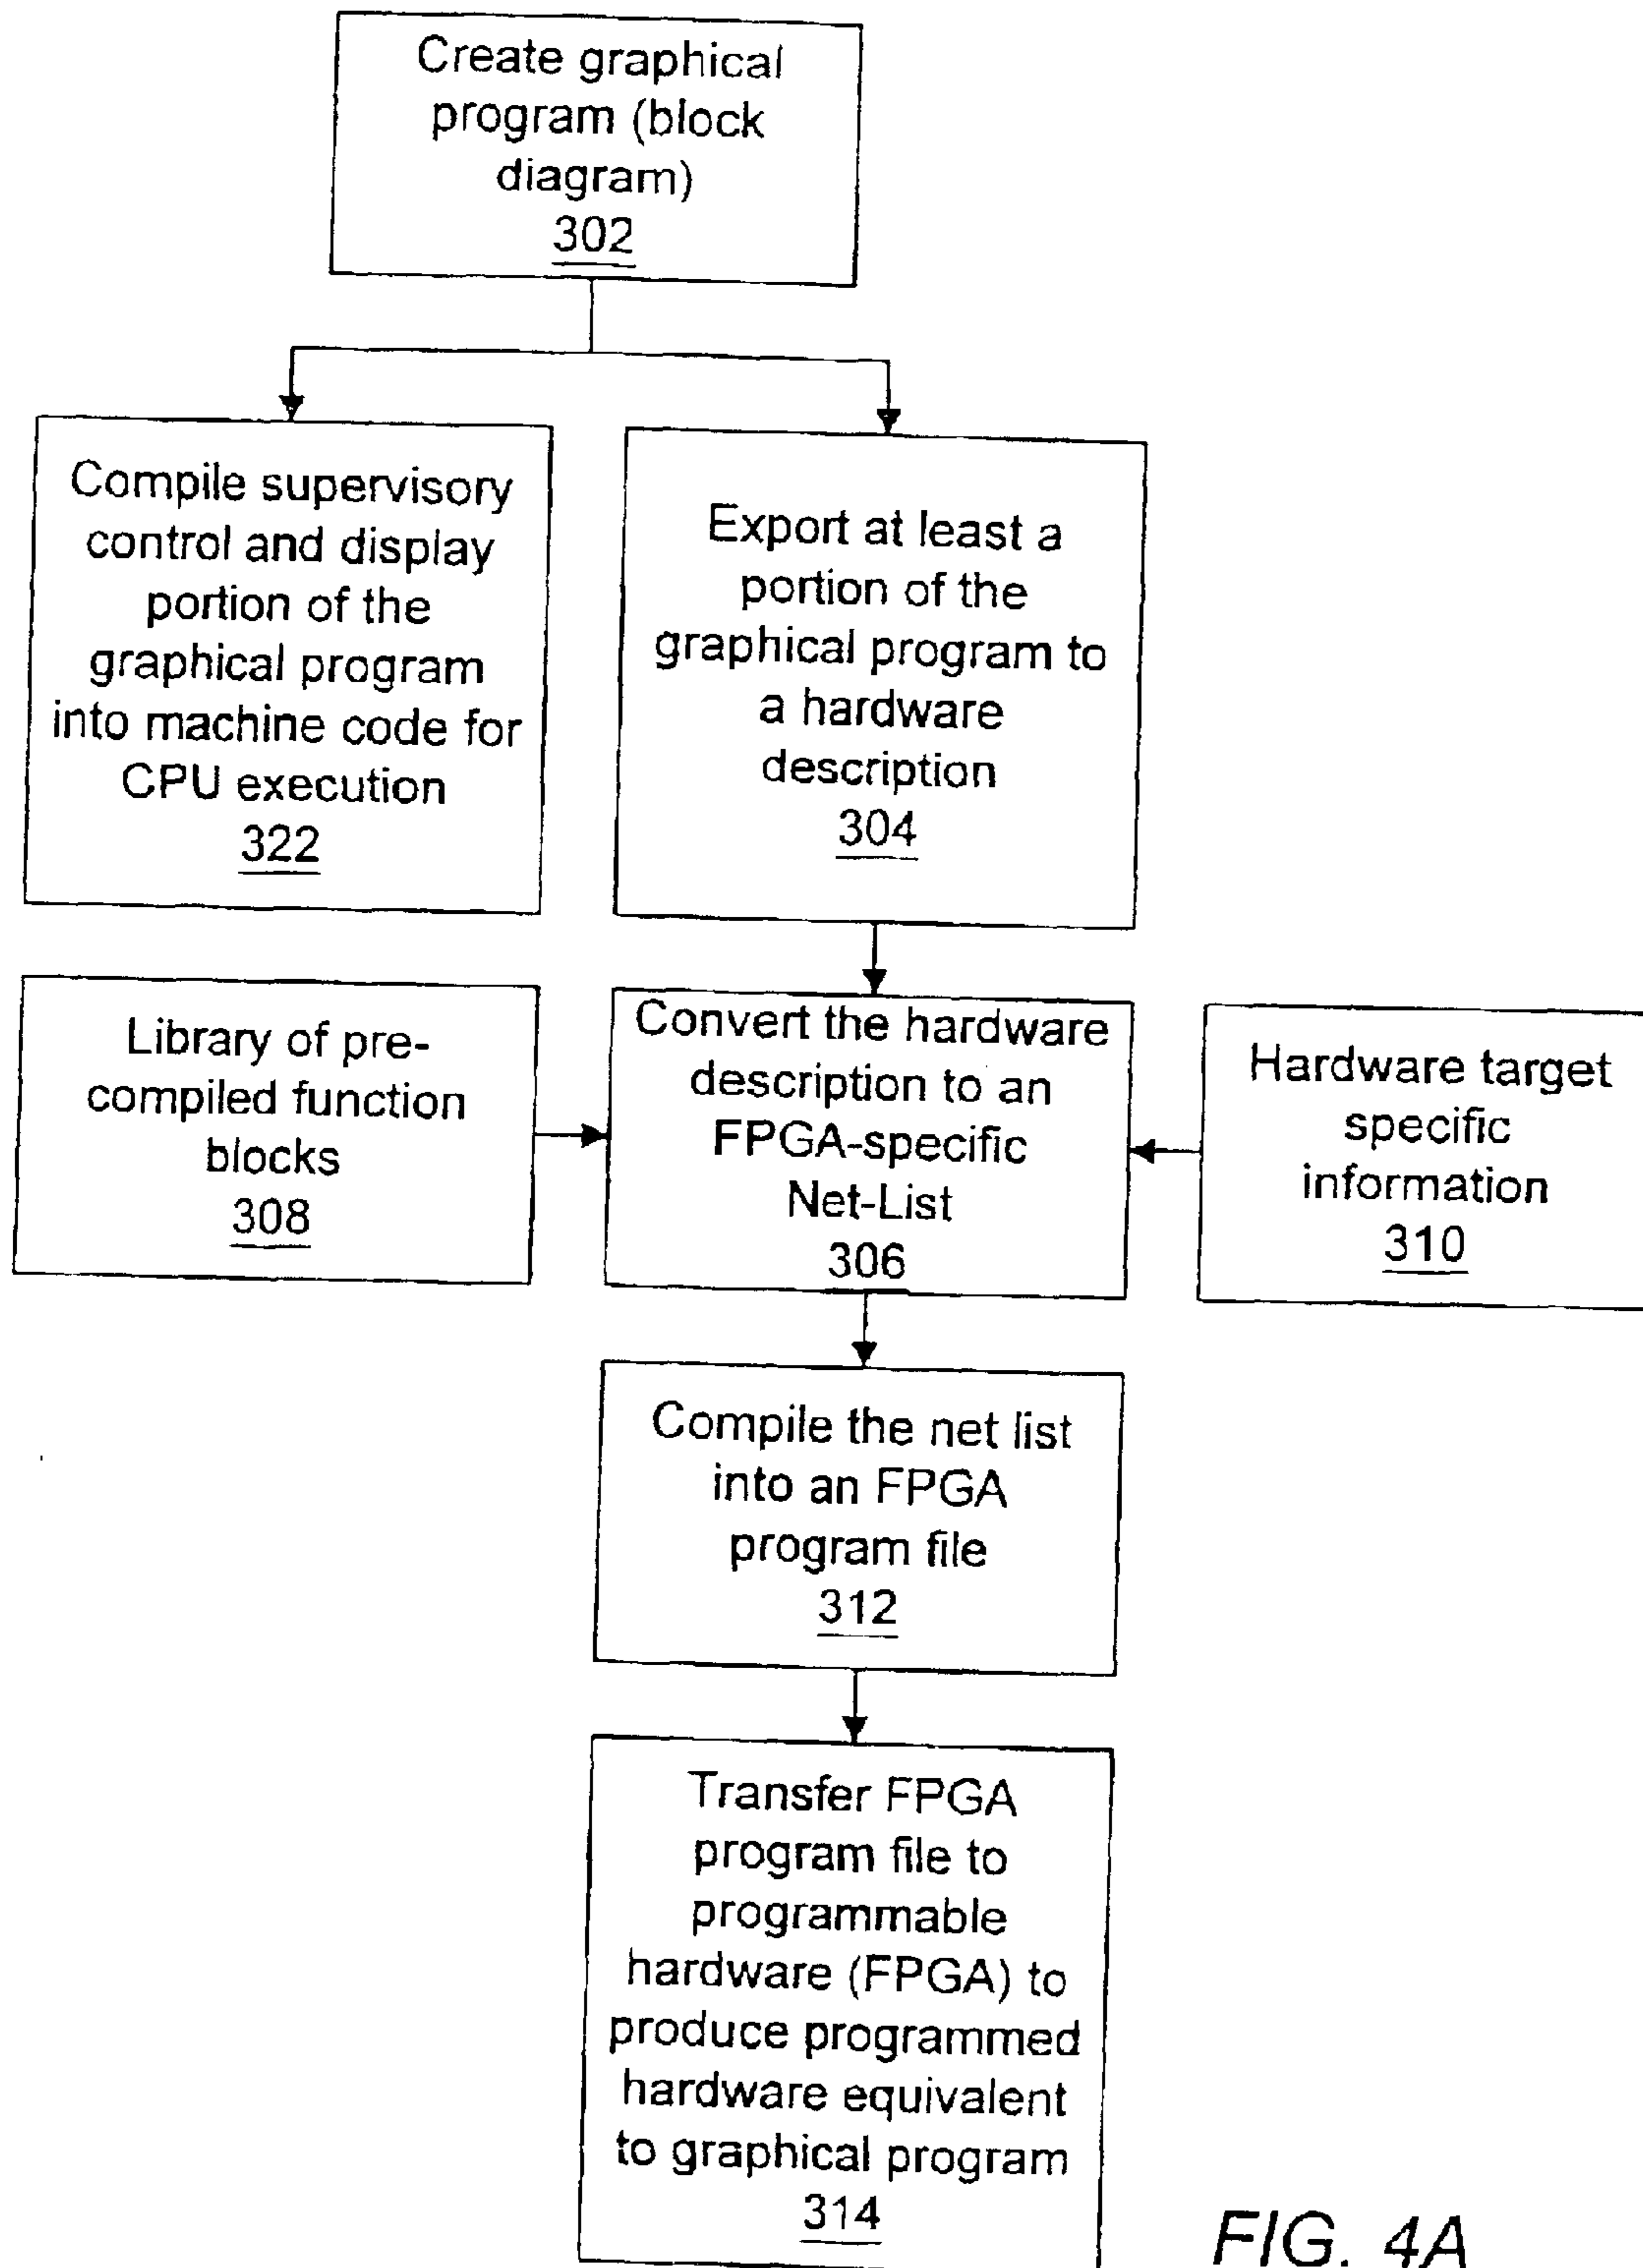 Create graphical
program (block
diagram)
302
Compile supervisory
control and display
portion of the
graphical program
into machine code for
CPU execution
322
Export at least a
portion of the
graphical program to
a hardware
description
304
Library of pre-
compiled function
blocks
308
Convert the hardware
description to an
FPGA-specific
Net-List
306
Hardware target
specific
information
310
Compile the net list
into an FPGA
program file
312
Transfer FPGA
program file to
programmable
hardware (FPGA) to
produce programmed
hardware equivalent
to graphical program
314
FIG. 4A